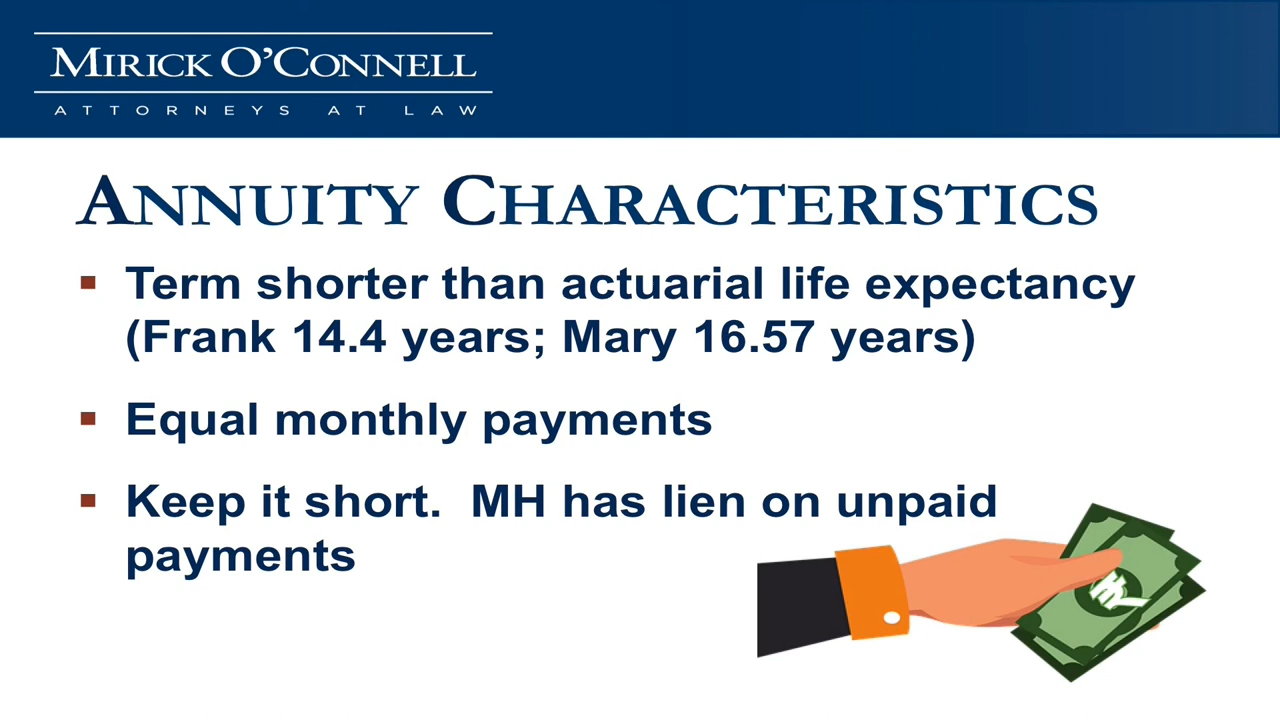 MIRICK O'CONNELL
ATTORNEYS AT LAW
ANNUITY CHARACTERISTICS
▪ Term shorter than actuarial life expectancy
(Frank 14.4 years; Mary 16.57 years)
▪ Equal monthly payments
▪ Keep it short.  MH has lien on unpaid
payments
₹